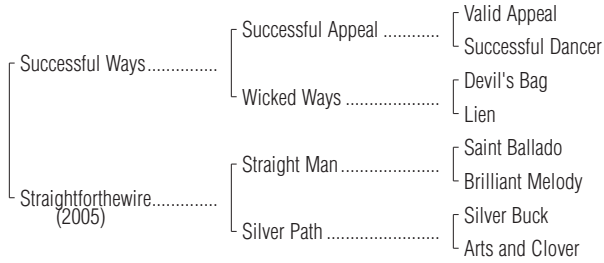 Valid Appeal
Successful Appeal ............
Successful Dancer
Successful Ways...............
Devil's Bag
Wicked Ways ....................
Lien
Saint Ballado
Straight Man .....................
Brilliant Melody
Straightforthewire..............
(2005)
Silver Buck
Silver Path ........................
Arts and Clover